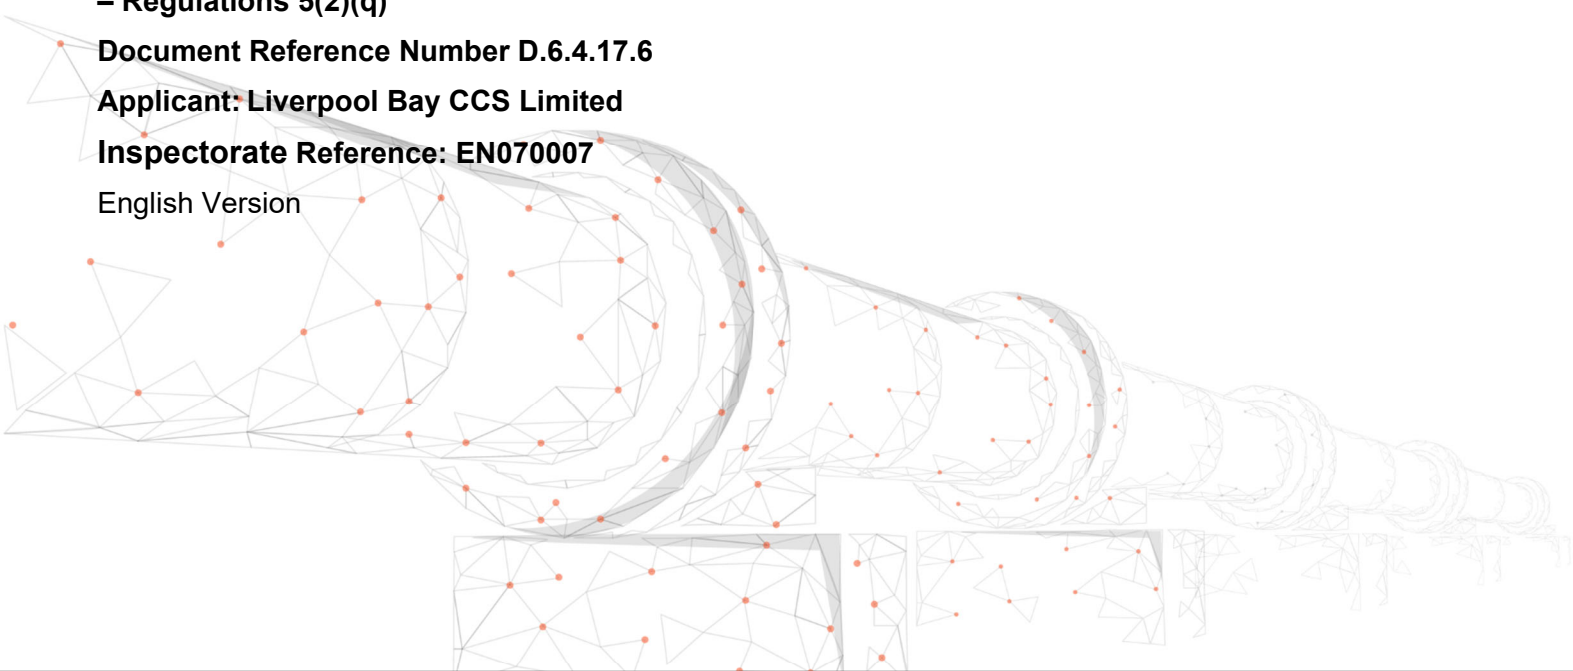 – Regulations 5(2)(q)
Document Reference Number D.6.4.17.6
Applicant: Liverpool Bay CCS Limited
Inspectorate Reference: EN070007
English Version